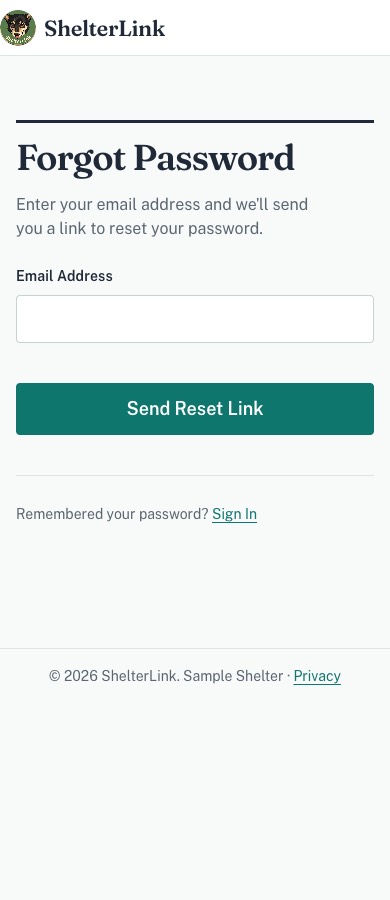 ShelterLink
Forgot Password
Enter your email address and we'll send
you a link to reset your password.
Email Address
Send Reset Link
Remembered your password? Sign In
© 2026 ShelterLink. Sample Shelter · Privacy